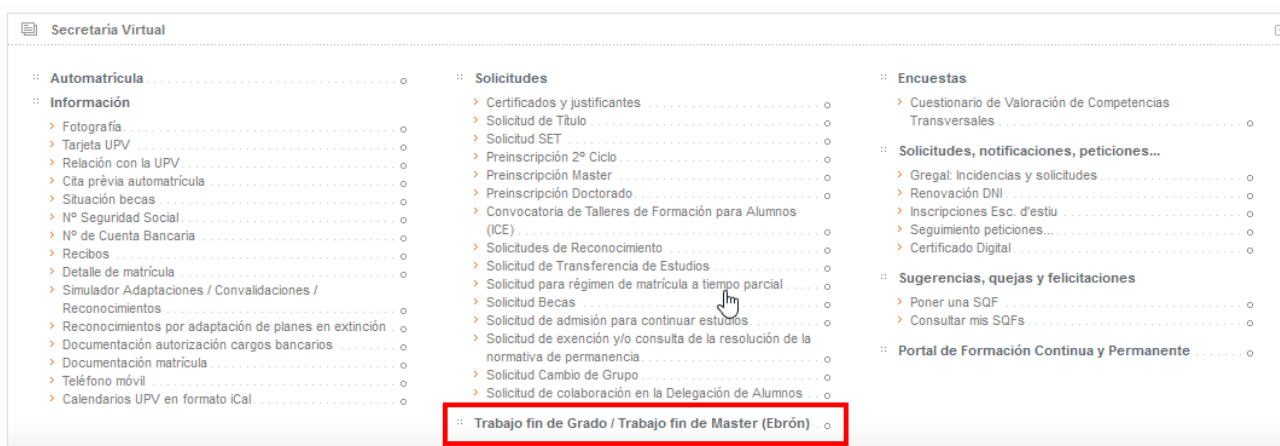 Secretaría Virtual
Automatrícula
Información
Fotografía
Tarjeta UPV
Relación con la UPV
Cita prèvia automatrícula
Situación becas
Nº Seguridad Social
Nº de Cuenta Bancaria
Recibos
Detalle de matrícula
Simulador Adaptaciones / Convalidaciones /
Reconocimientos
Reconocimientos por adaptación de planes en extinción
Documentación autorización cargos bancarios
Documentación matrícula
Teléfono móvil
Calendarios UPV en formato iCal
Solicitudes
Certificados y justificantes
Solicitud de Título
Solicitud SET
Preinscripción 2º Ciclo
Preinscripción Master
Preinscripción Doctorado
Convocatoria de Talleres de Formación para Alumnos
(ICE)
Solicitudes de Reconocimiento
Solicitud de Transferencia de Estudios
Solicitud para régimen de matrícula a tiempo parcial
Solicitud Becas
Solicitud de admisión para continuar estudios
Solicitud de exención y/o consulta de la resolución de la
normativa de permanencia
Solicitud Cambio de Grupo
Solicitud de colaboración en la Delegación de Alumnos
Trabajo fin de Grado / Trabajo fin de Master (Ebrón)
Encuestas
Cuestionario de Valoración de Competencias
Transversales
Solicitudes, notificaciones, peticiones...
Gregal: Incidencias y solicitudes
Renovación DNI
Inscripciones Esc. d'estiu
Seguimiento peticiones...
Certificado Digital
Sugerencias, quejas y felicitaciones
Poner una SQF
Consultar mis SQFs
Portal de Formación Continua y Permanente